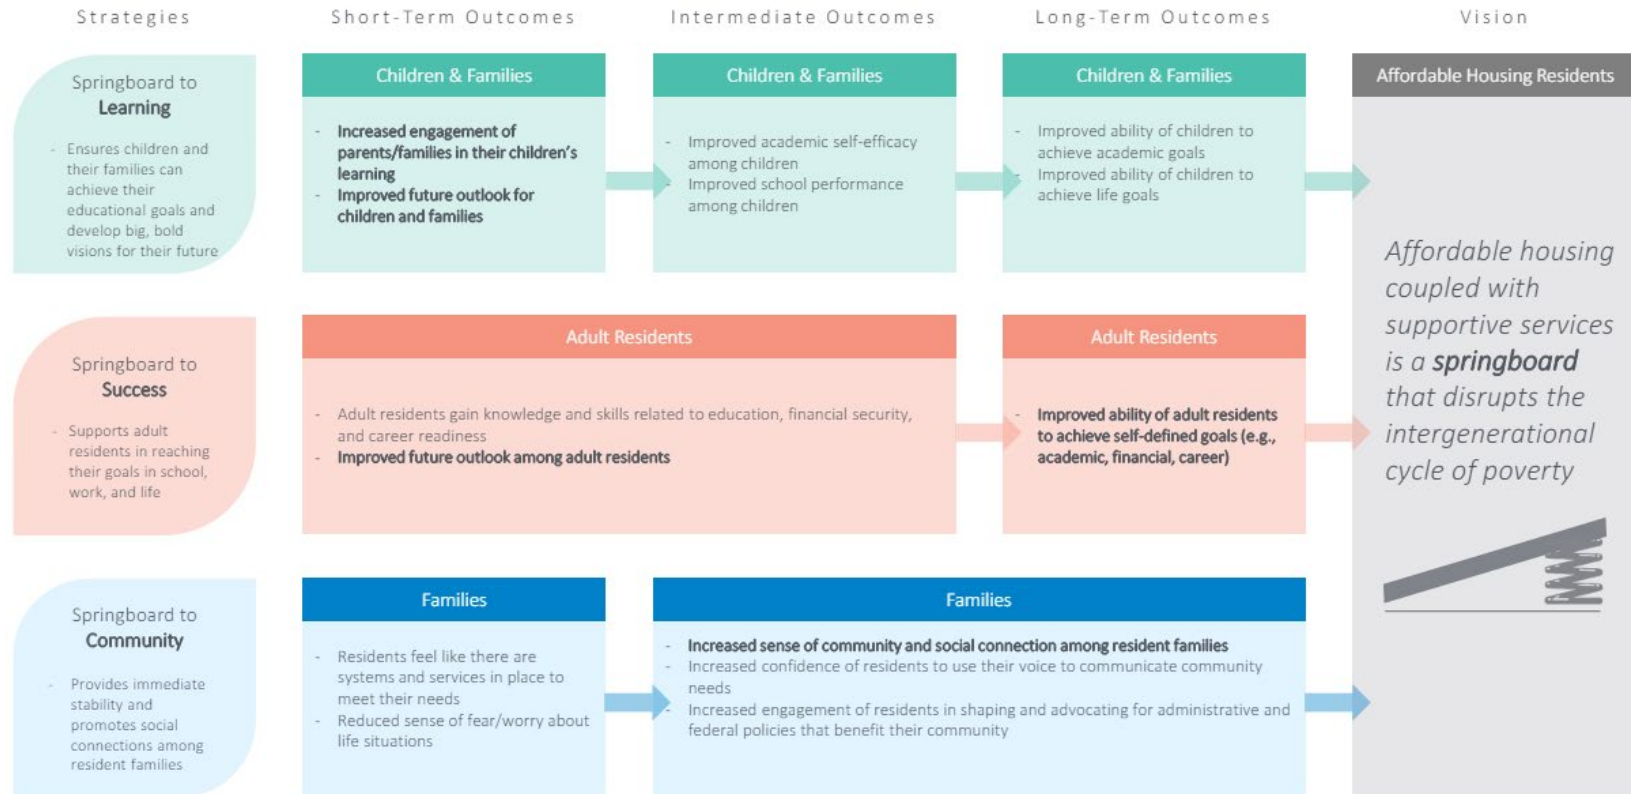 Strategies
Short-Term Outcomes
Intermediate Outcomes
Long-Term Outcomes
Vision
Springboard to
Learning
- Ensures children and
their families can
achieve their
educational goals and
develop big, bold
visions for their future
Children & Families
- Increased engagement of
parents/families in their children's
learning
- Improved future outlook for
children and families
Children & Families
- Improved academic self-efficacy
among children
- Improved school performance
among children
Children & Families
- Improved ability of children to
achieve academic goals
- Improved ability of children to
achieve life goals
Springboard to
Success
- Supports adult
residents in reaching
their goals in school,
work, and life
Adult Residents
- Adult residents gain knowledge and skills related to education, financial security,
and career readiness
- Improved future outlook among adult residents
Adult Residents
- Improved ability of adult residents
to achieve self-defined goals (e.g.,
academic, financial, career)
Springboard to
Community
- Provides immediate
stability and
promotes social
connections among
resident families
Families
- Residents feel like there are
systems and services in place to
meet their needs
- Reduced sense of fear/worry about
life situations
Families
- Increased sense of community and social connection among resident families
- Increased confidence of residents to use their voice to communicate community
needs
- Increased engagement of residents in shaping and advocating for administrative and
federal policies that benefit their community
Affordable Housing Residents
Affordable housing
coupled with
supportive services
is a springboard
that disrupts the
intergenerational
cycle of poverty